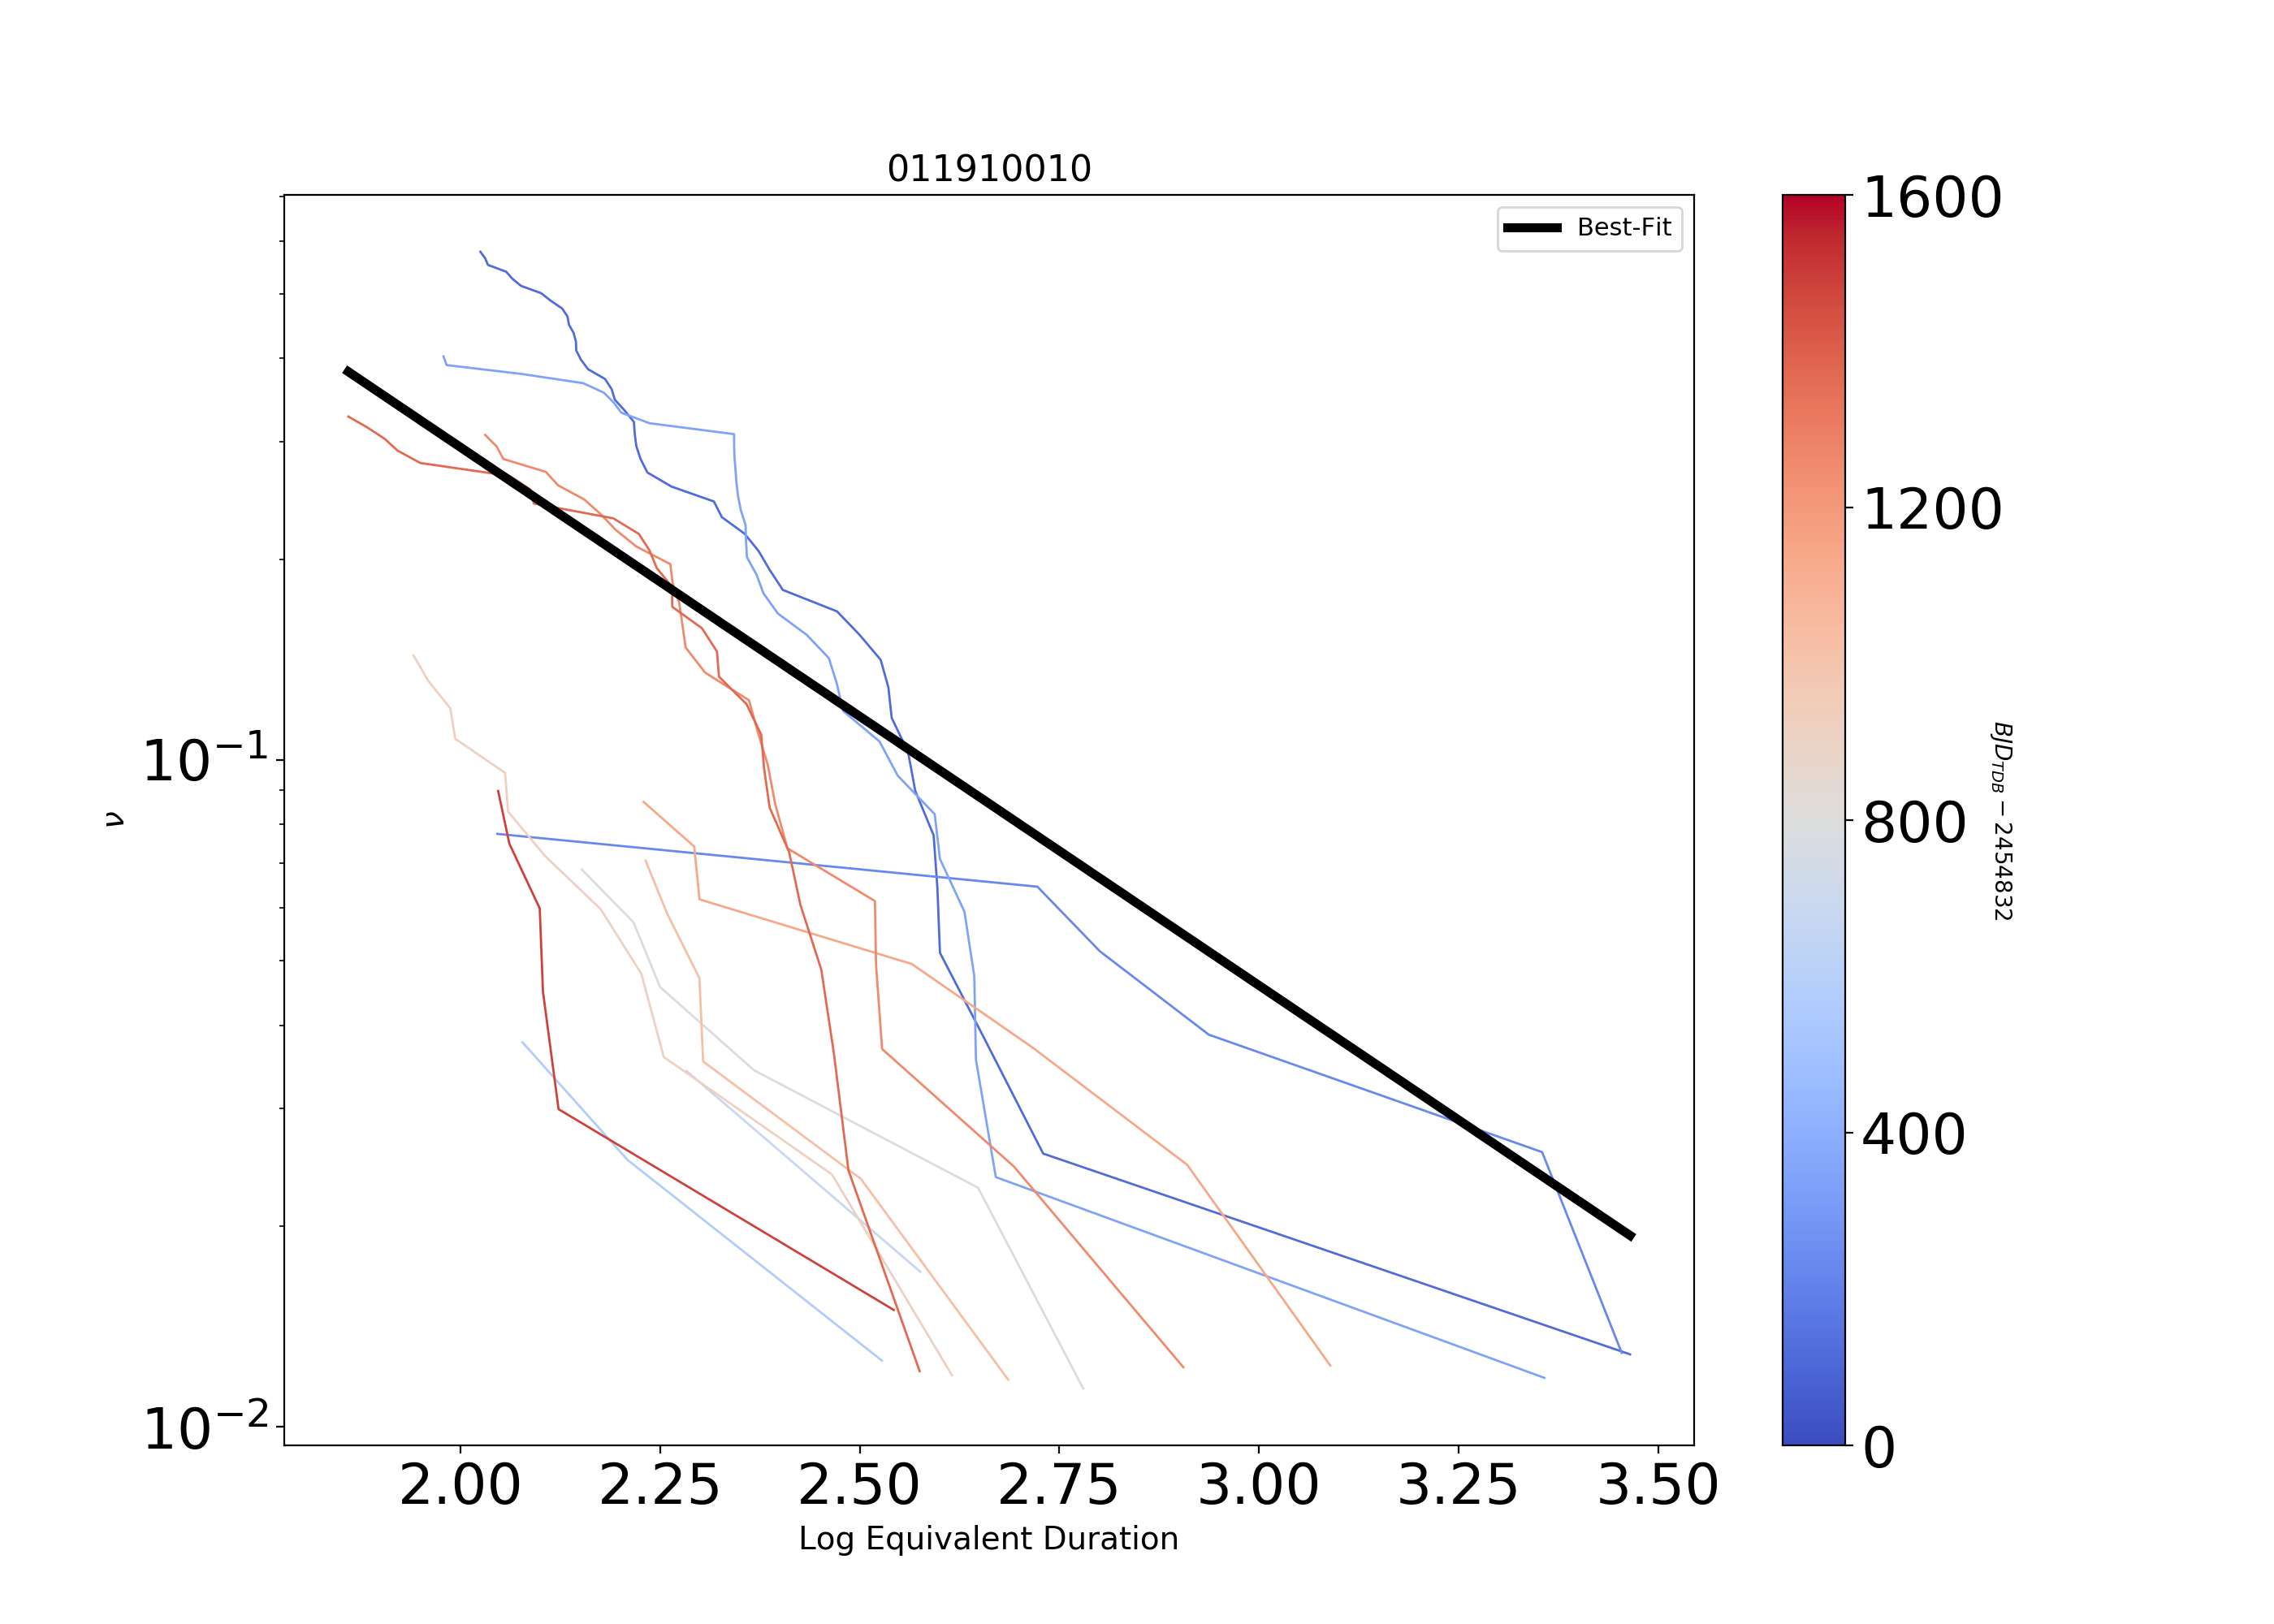 011910010
Best-Fit
10⁻¹
10⁻²
ν
2.00 2.25 2.50 2.75 3.00 3.25 3.50
Log Equivalent Duration
1600
1200
800
400
0
BJD_TDB − 2454832